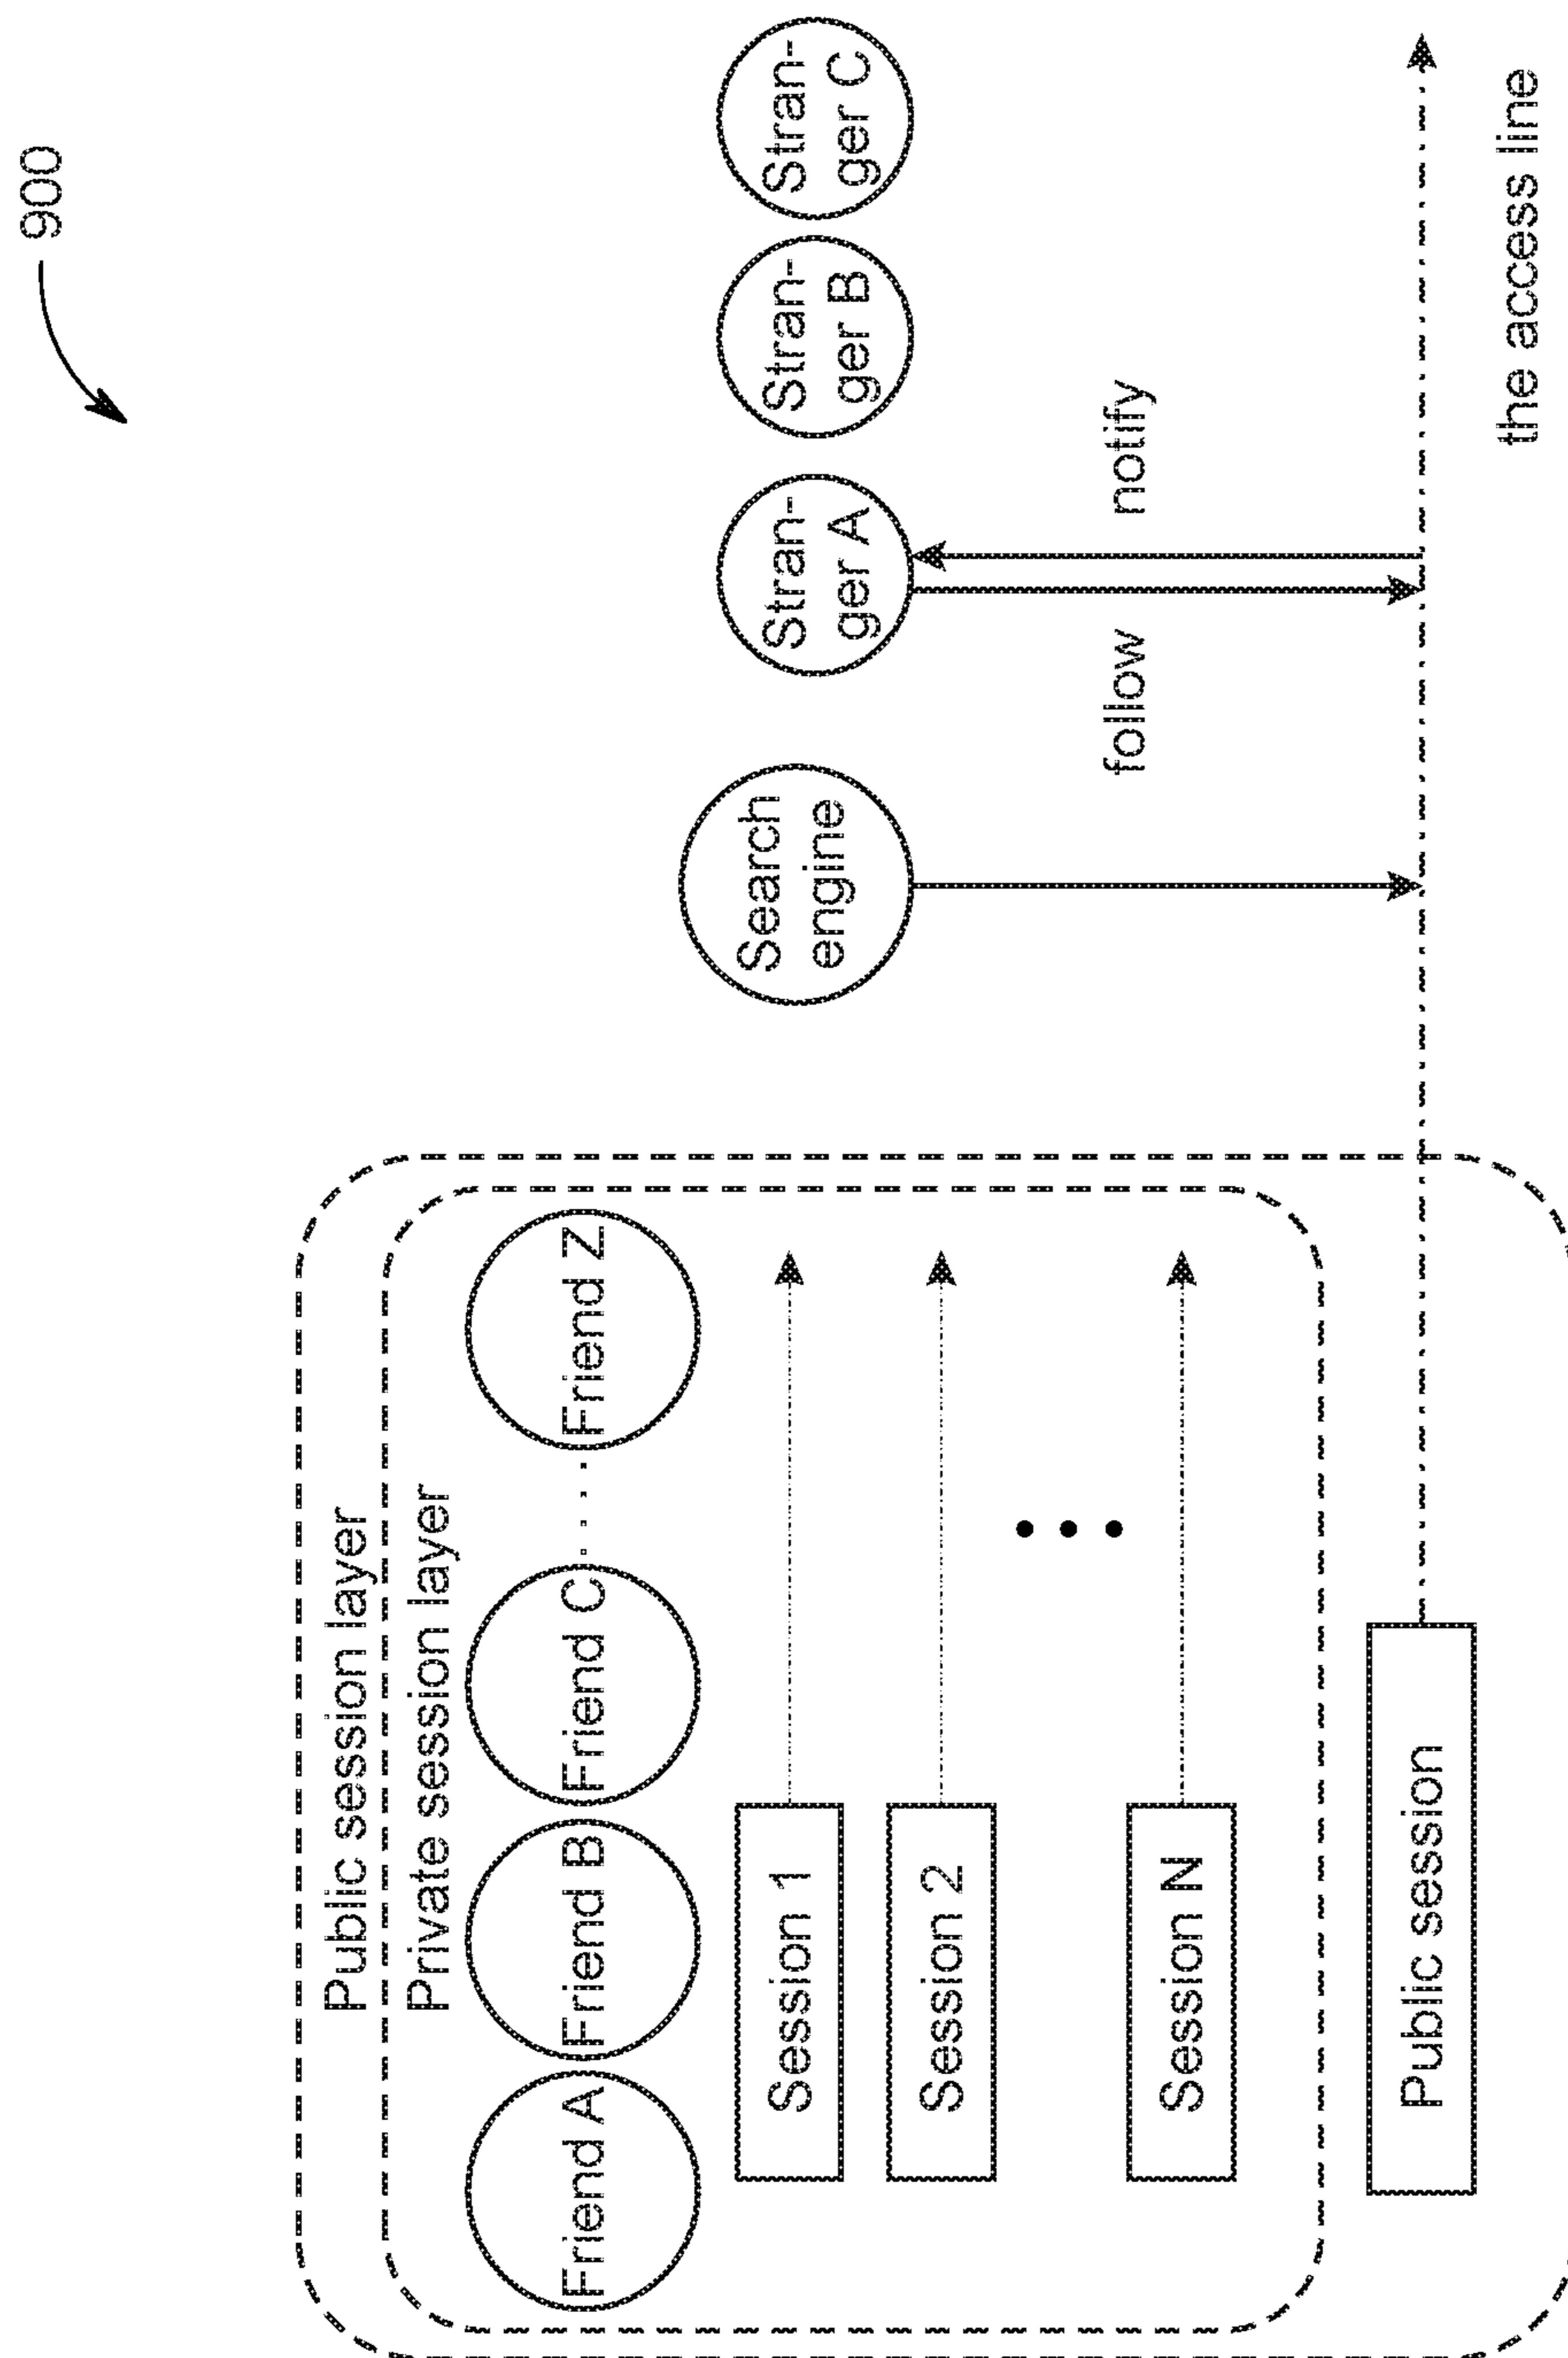 900
Public session layer
Private session layer
Friend A
Friend B
Friend C
Friend Z
Search
engine
Stran-
ger A
Stran-
ger B
Stran-
ger C
Session 1
Session 2
Session N
follow
notify
Public session
the access line